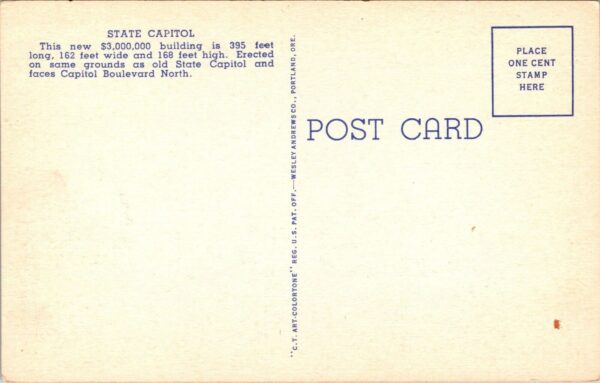 STATE CAPITOL
This new $3,000,000 building is 395 feet
long, 162 feet wide and 168 feet high. Erected
on same grounds as old State Capitol and
faces Capitol Boulevard North.
"C.T. ART-COLORTONE" REG. U.S. PAT. OFF.—WESLEY ANDREWS CO., PORTLAND, ORE.
POST CARD
PLACE
ONE CENT
STAMP
HERE